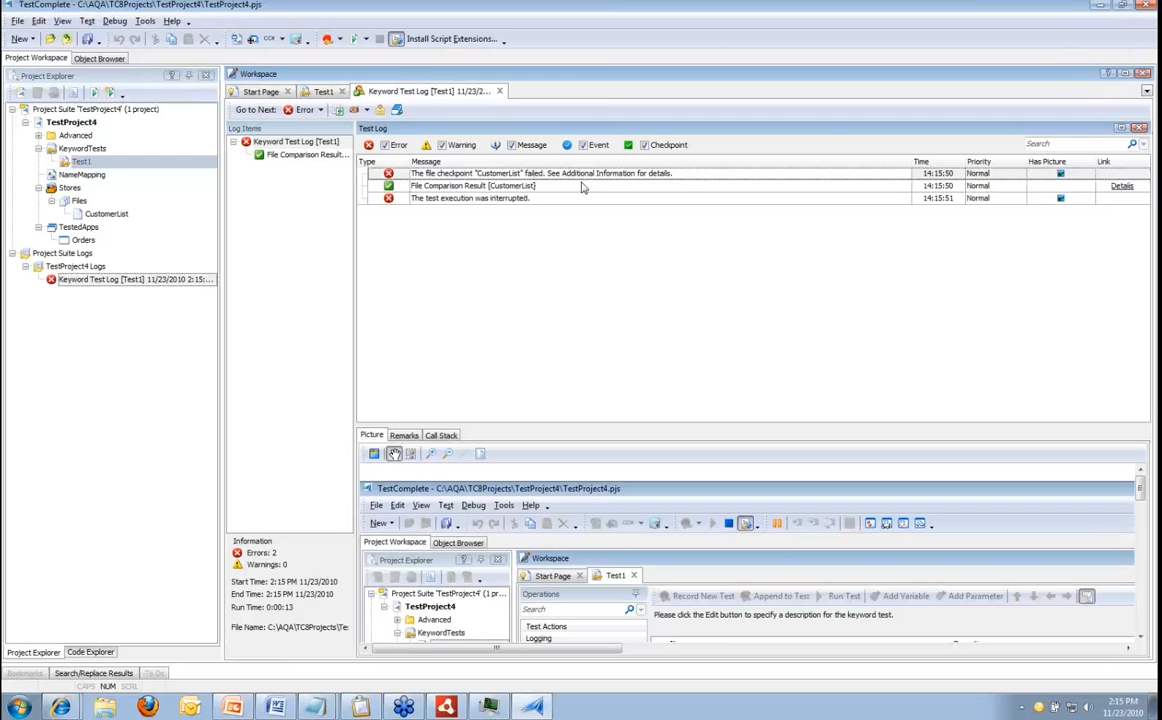 TestComplete - C:\AQA\TC8Projects\TestProject4\TestProject4.pjs
File Edit View Test Debug Tools Help
New Install Script Extensions...
Project Workspace Object Browser
Project Explorer
Workspace
Start Page Test1 Keyword Test Log [Test1] 11/23/2...
Go to Next: Error
Project Suite 'TestProject4' (1 project)
TestProject4
Advanced
KeywordTests
Test1
NameMapping
Stores
Files
CustomerList
TestedApps
Orders
Project Suite Logs
TestProject4 Logs
Keyword Test Log [Test1] 11/23/2010 2:15:...
Log Items
Keyword Test Log [Test1]
File Comparison Result...
Test Log
Error Warning Message Event Checkpoint Search
Type Message Time Priority Has Picture Link
The file checkpoint "CustomerList" failed. See Additional Information for details. 14:15:50 Normal
File Comparison Result [CustomerList] 14:15:50 Normal Details
The test execution was interrupted. 14:15:51 Normal
Picture Remarks Call Stack
TestComplete - C:\AQA\TC8Projects\TestProject4\TestProject4.pjs
File Edit View Test Debug Tools Help
New
Project Workspace Object Browser
Project Explorer
Workspace
Project Suite 'TestProject4' (1 pr...
TestProject4
Advanced
KeywordTests
Start Page Test1
Operations
Search
Test Actions
Logging
Record New Test Append to Test Run Test Add Variable Add Parameter
Please click the Edit button to specify a description for the keyword test.
Information
Errors: 2
Warnings: 0
Start Time: 2:15 PM 11/23/2010
End Time: 2:15 PM 11/23/2010
Run Time: 0:00:13
File Name: C:\AQA\TC8Projects\Te
Project Explorer Code Explorer
Bookmarks Search/Replace Results To Do
CAPS NUM SCRL
2:15 PM
11/23/2010